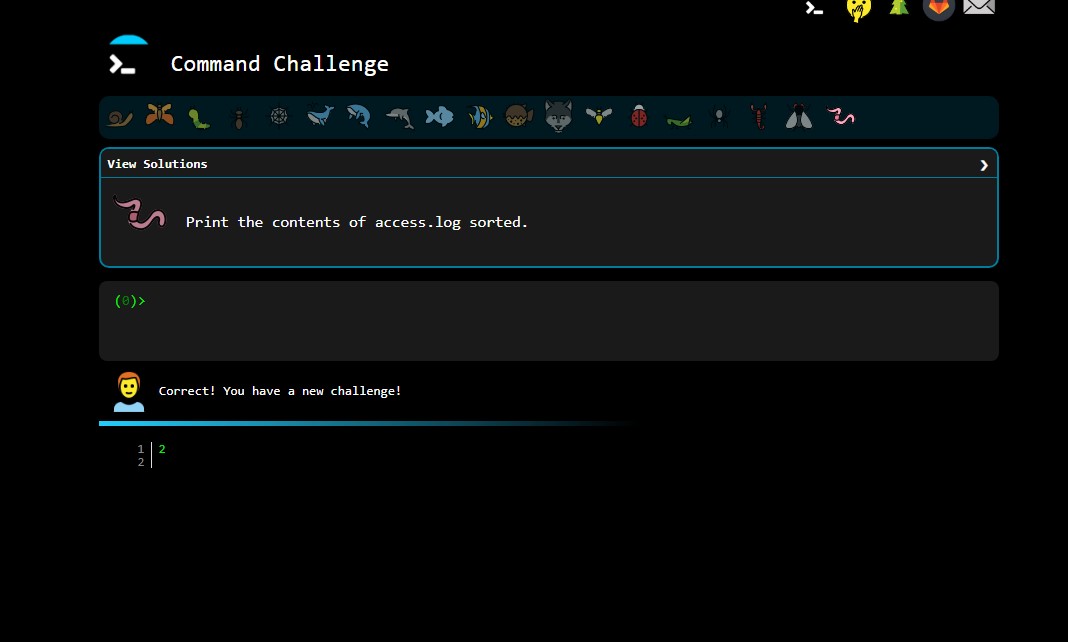 Command Challenge
View Solutions
Print the contents of access.log sorted.
(0)>
Correct! You have a new challenge!
1 2
2